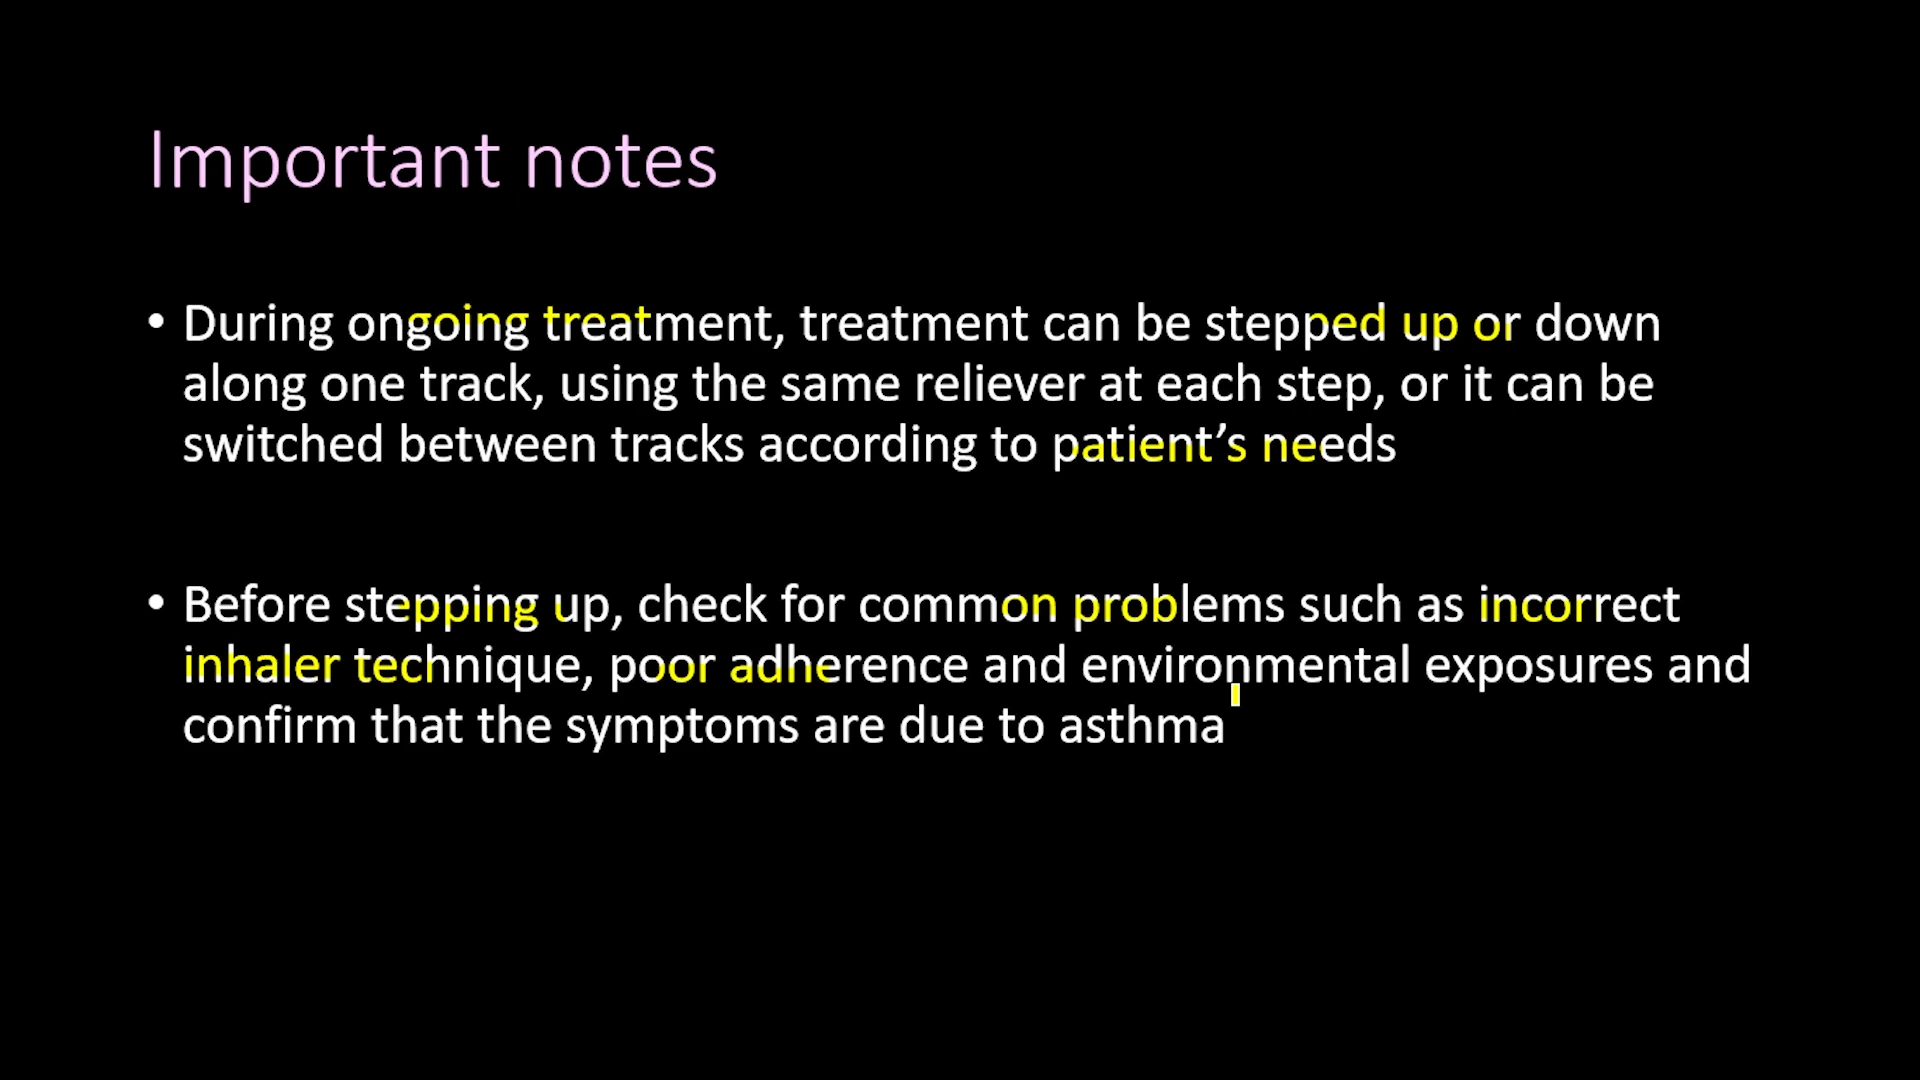 Important notes
• During ongoing treatment, treatment can be stepped up or down
along one track, using the same reliever at each step, or it can be
switched between tracks according to patient’s needs
• Before stepping up, check for common problems such as incorrect
inhaler technique, poor adherence and environmental exposures and
confirm that the symptoms are due to asthma